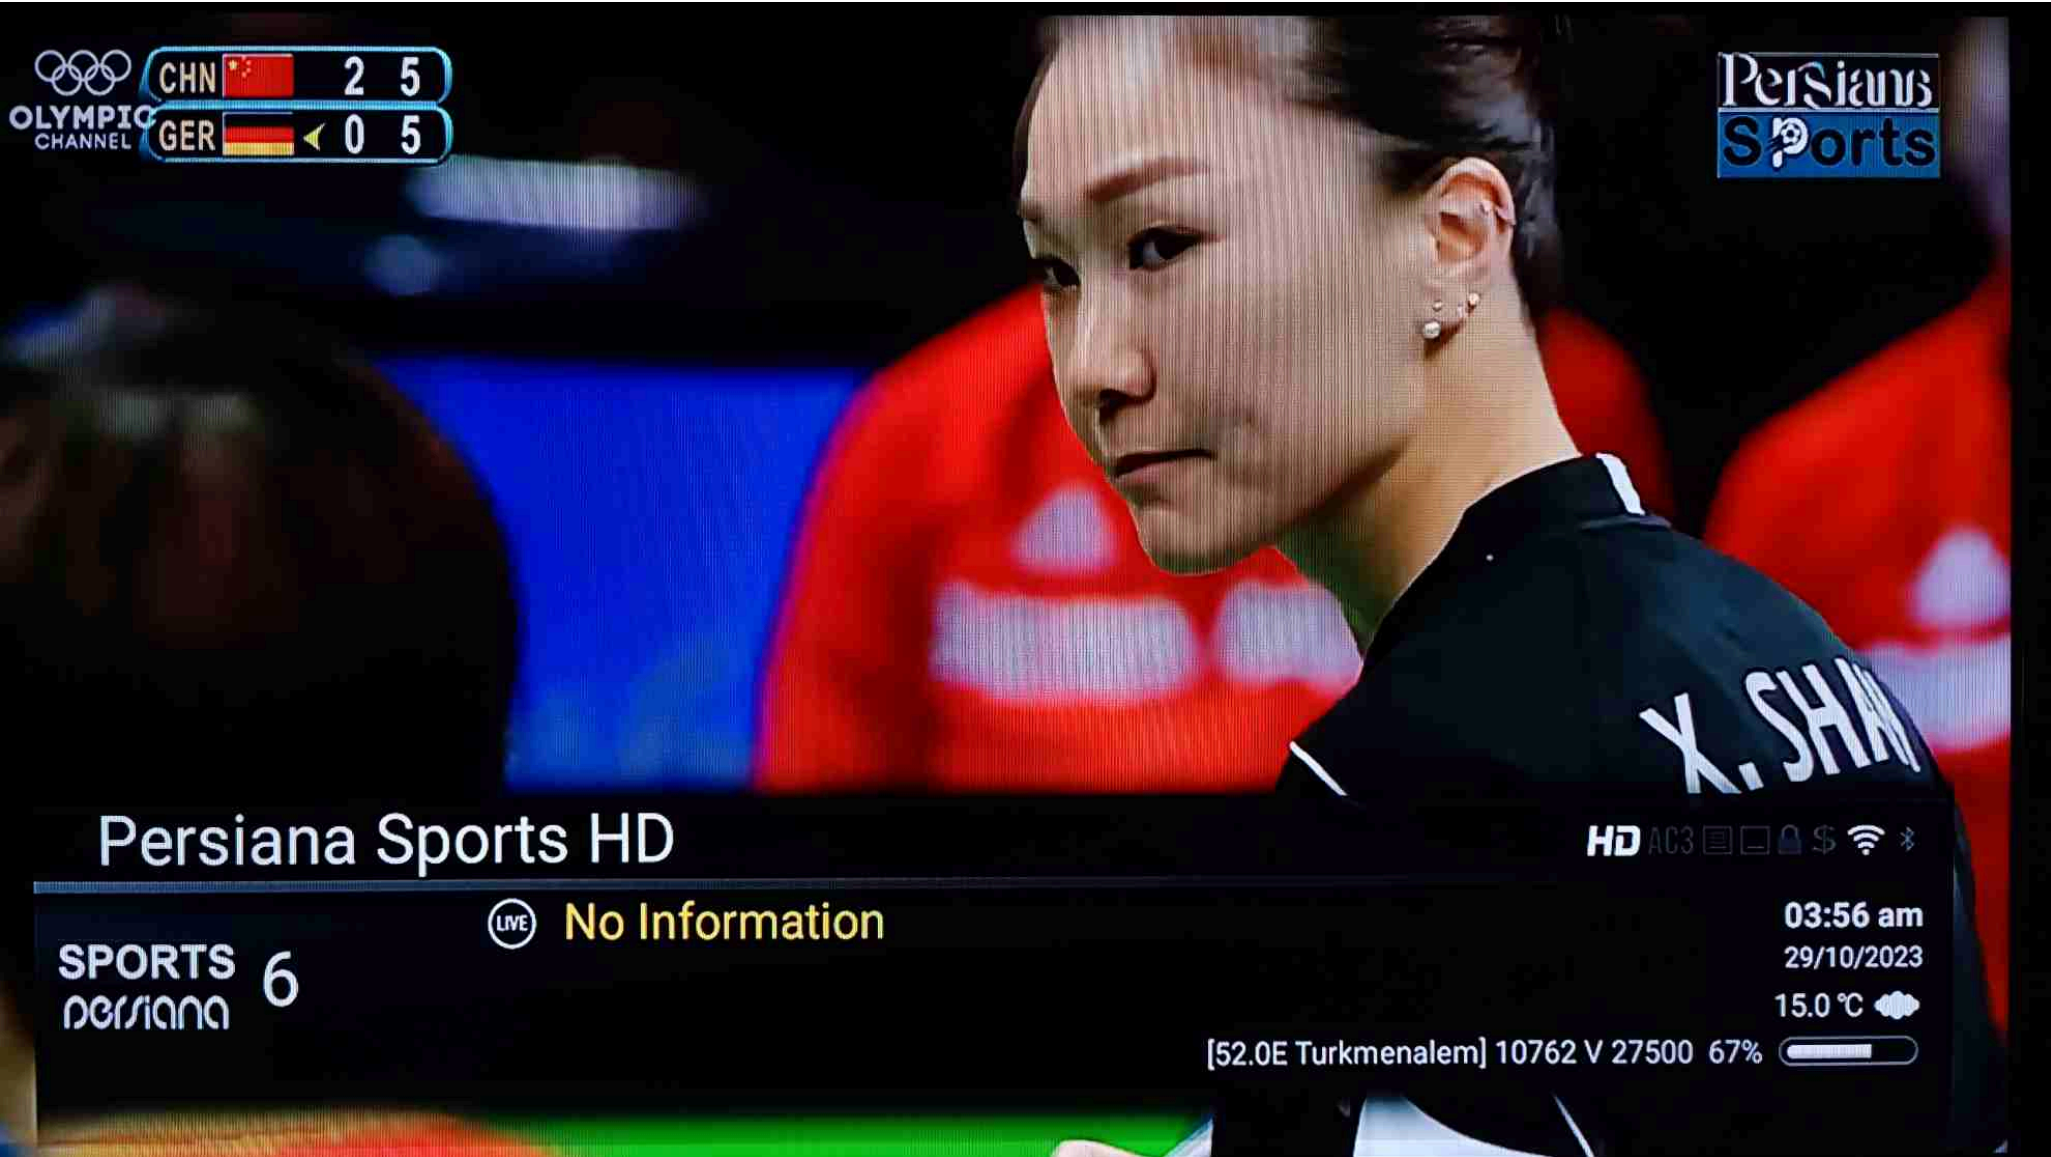 OLYMPIC
CHANNEL
CHN 2 5
GER 0 5
Persiana
Sports
X. SHAN
Persiana Sports HD
HD AC3 $
LIVE No Information
03:56 am
29/10/2023
15.0 °C
SPORTS
persiana
6
[52.0E Turkmenalem] 10762 V 27500 67%